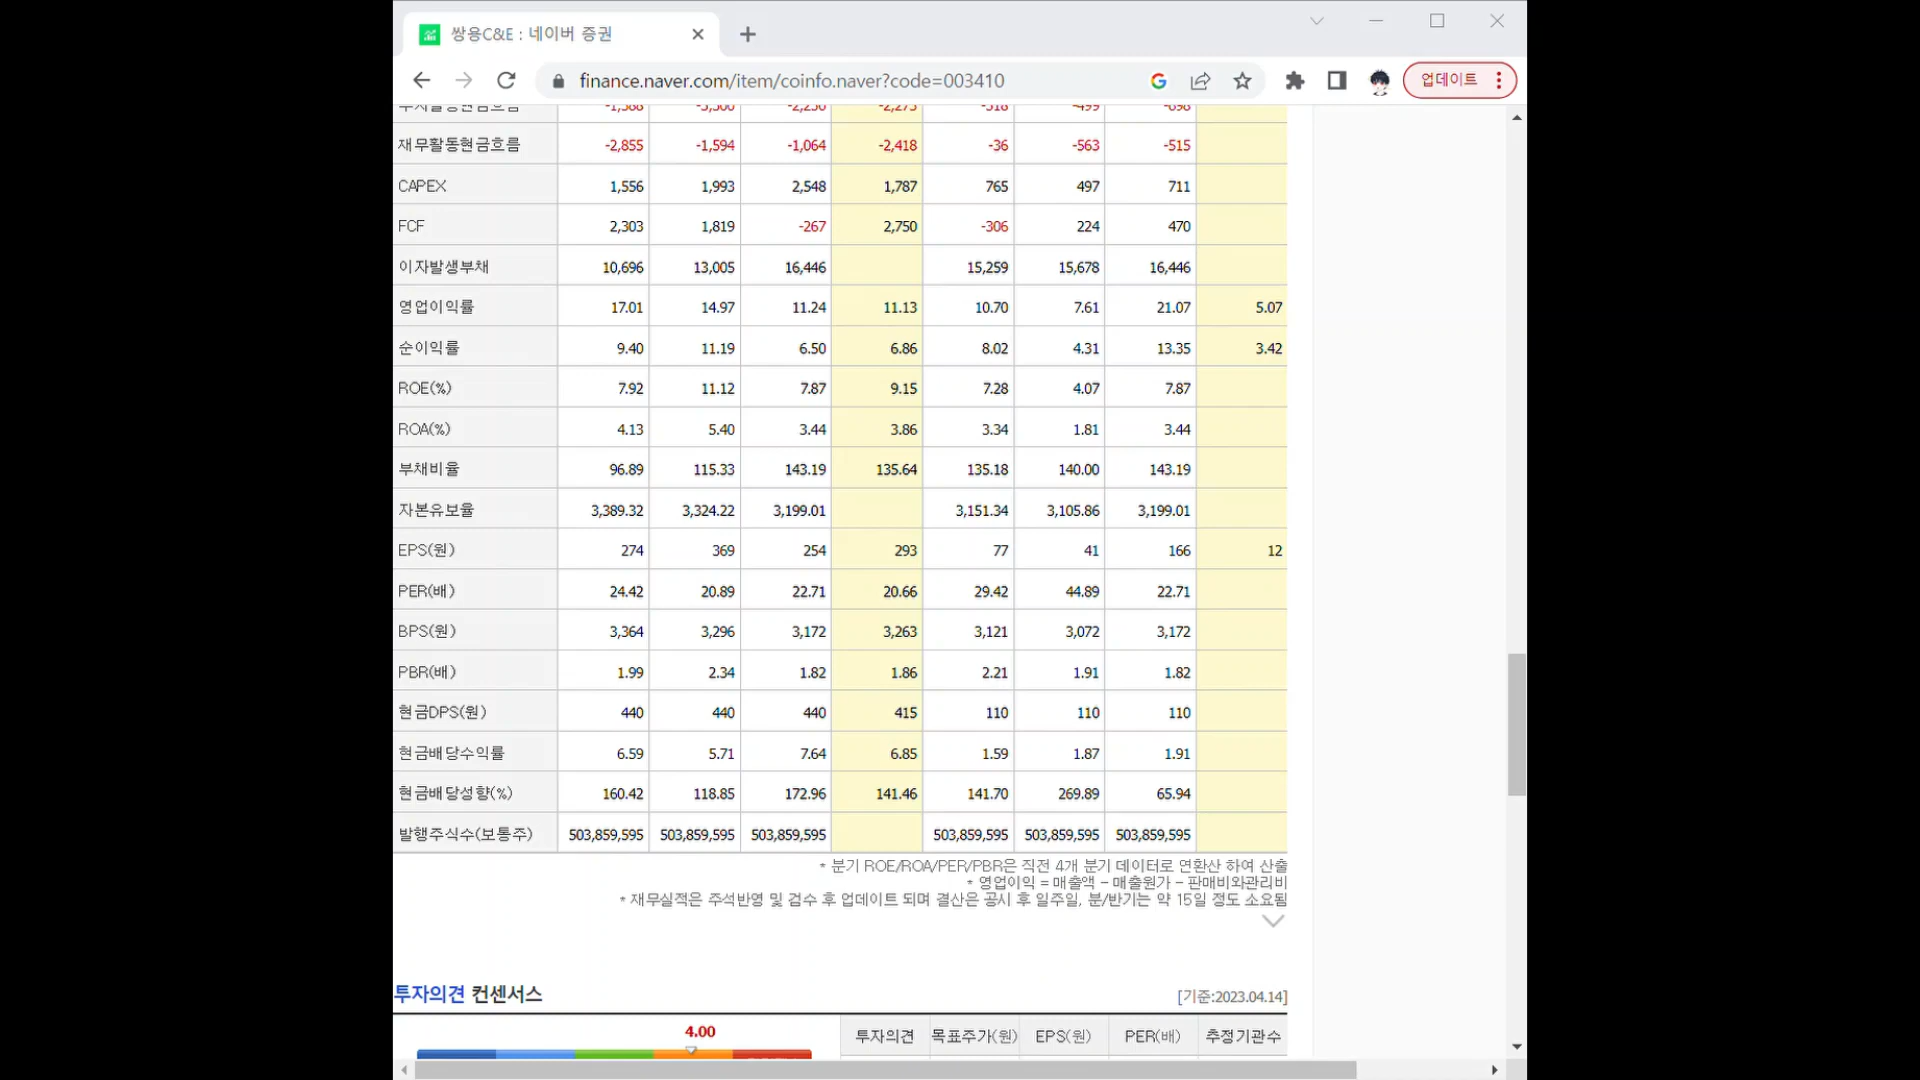 쌍용C&E : 네이버 증권
finance.naver.com/item/coinfo.naver?code=003410
업데이트
재무활동현금흐름 -2,855 -1,594 -1,064 -2,418 -36 -563 -515
CAPEX 1,556 1,993 2,548 1,787 765 497 711
FCF 2,303 1,819 -267 2,750 -306 224 470
이자발생부채 10,696 13,005 16,446 15,259 15,678 16,446
영업이익률 17.01 14.97 11.24 11.13 10.70 7.61 21.07 5.07
순이익률 9.40 11.19 6.50 6.86 8.02 4.31 13.35 3.42
ROE(%) 7.92 11.12 7.87 9.15 7.28 4.07 7.87
ROA(%) 4.13 5.40 3.44 3.86 3.34 1.81 3.44
부채비율 96.89 115.33 143.19 135.64 135.18 140.00 143.19
자본유보율 3,389.32 3,324.22 3,199.01 3,151.34 3,105.86 3,199.01
EPS(원) 274 369 254 293 77 41 166 12
PER(배) 24.42 20.89 22.71 20.66 29.42 44.89 22.71
BPS(원) 3,364 3,296 3,172 3,263 3,121 3,072 3,172
PBR(배) 1.99 2.34 1.82 1.86 2.21 1.91 1.82
현금DPS(원) 440 440 440 415 110 110 110
현금배당수익률 6.59 5.71 7.64 6.85 1.59 1.87 1.91
현금배당성향(%) 160.42 118.85 172.96 141.46 141.70 269.89 65.94
발행주식수(보통주) 503,859,595 503,859,595 503,859,595 503,859,595 503,859,595 503,859,595
* 분기 ROE/ROA/PER/PBR은 직전 4개 분기 데이터로 연환산 하여 산출
* 영업이익 = 매출액 - 매출원가 - 판매비와관리비
* 재무실적은 주석반영 및 검수 후 업데이트 되며 결산은 공시 후 일주일, 분/반기는 약 15일 정도 소요됨
투자의견 컨센서스 [기준:2023.04.14]
4.00
투자의견 목표주가(원) EPS(원) PER(배) 추정기관수